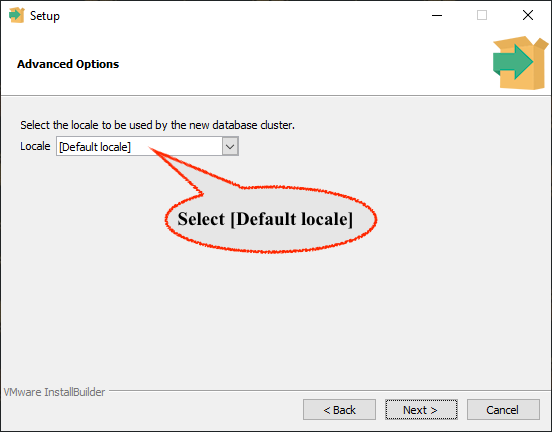 Setup
Advanced Options
Select the locale to be used by the new database cluster.
Locale [Default locale]
Select [Default locale]
VMware InstallBuilder
< Back Next > Cancel